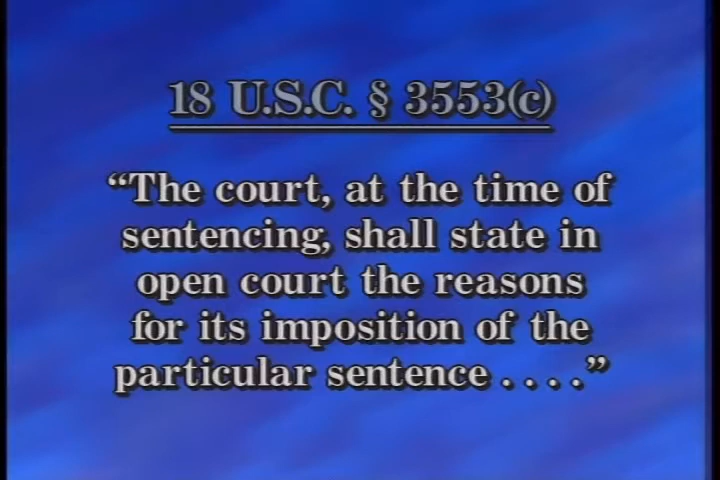 18 U.S.C. § 3553(c)
“The court, at the time of
sentencing, shall state in
open court the reasons
for its imposition of the
particular sentence . . . .”